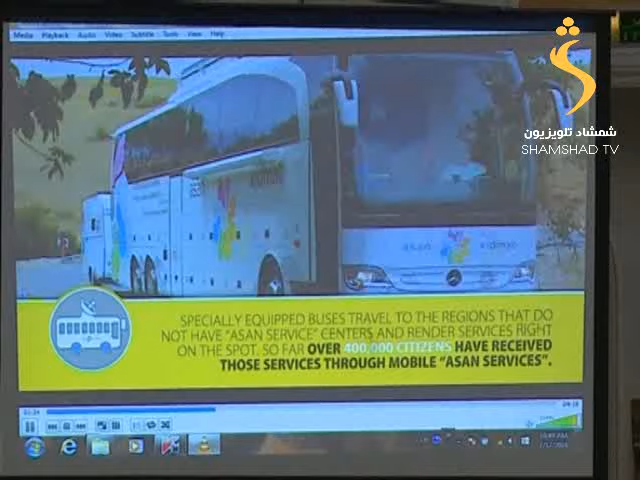 Media Playback Audio Video Subtitle Tools View Help
شمشاد تلویزیون
SHAMSHAD TV
asan xidmət
SPECIALLY EQUIPPED BUSES TRAVEL TO THE REGIONS THAT DO
NOT HAVE "ASAN SERVICE" CENTERS AND RENDER SERVICES RIGHT
ON THE SPOT. SO FAR OVER 400,000 CITIZENS HAVE RECEIVED
THOSE SERVICES THROUGH MOBILE "ASAN SERVICES".